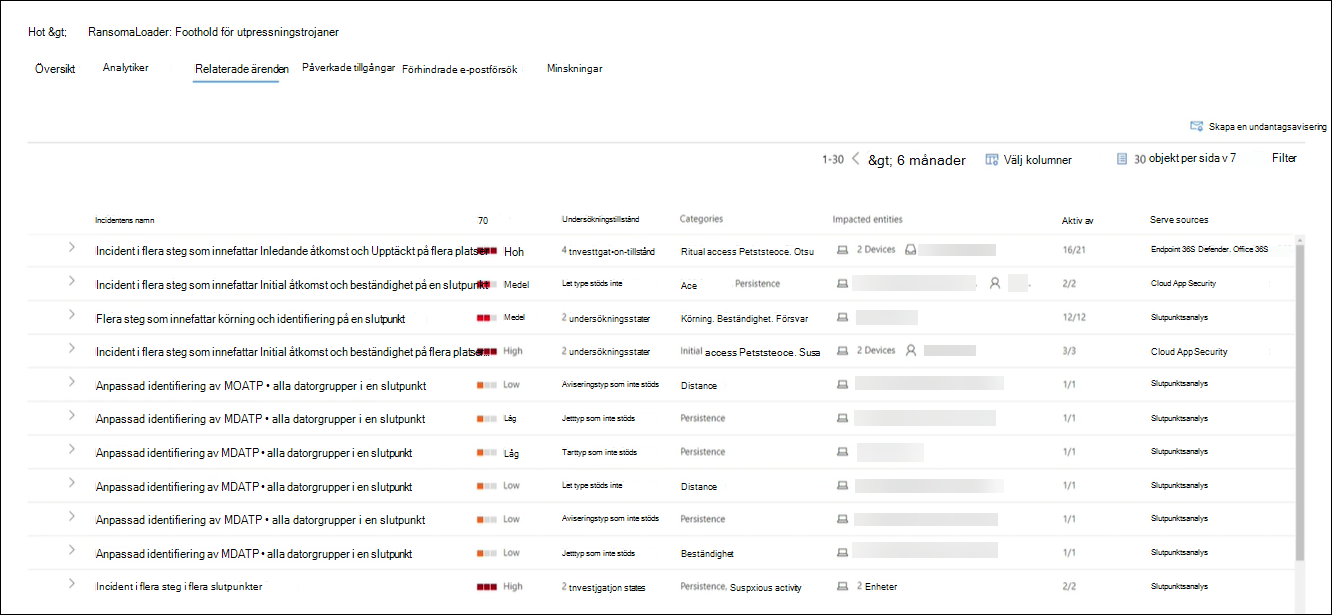 Hot &gt; RansomaLoader: Foothold för utpressningstrojaner
Översikt Analytiker Relaterade ärenden Påverkade tillgångar Förhindrade e-postförsök Minskningar
Skapa en undantagsavisering
1-30 &gt; 6 månader Välj kolumner 30 objekt per sida v 7 Filter
Incidentens namn 70 Undersökningstillstånd Categories Impacted entities Aktiv av Serve sources
Incident i flera steg som innefattar Inledande åtkomst och Upptäckt på flera platser Hoh 4 tnvesttgat•on-tillstånd Ritual access Petststeoce. Otsu 2 Devices 16/21 Endpoint 36S Defender. Office 36S
Incident i flera steg som innefattar Initial åtkomst och beständighet på en slutpunkt Medel Let type stöds inte Ace Persistence 2/2 Cloud App Security
Flera steg som innefattar körning och identifiering på en slutpunkt Medel 2 undersökningsstater Körning. Beständighet. Försvar 12/12 Slutpunktsanalys
Incident i flera steg som innefattar Initial åtkomst och beständighet på flera platser... High 2 undersökningsstater Initial access Petststeoce. Susa 2 Devices 3/3 Cloud App Security
Anpassad identifiering av MOATP • alla datorgrupper i en slutpunkt Low Aviseringstyp som inte stöds Distance 1/1 Slutpunktsanalys
Anpassad identifiering av MDATP • alla datorgrupper i en slutpunkt Låg Jetttyp som inte stöds Persistence 1/1 Slutpunktsanalys
Anpassad identifiering av MDATP • alla datorgrupper i en slutpunkt Låg Tarttyp som inte stöds Persistence 1/1 Slutpunktsanalys
Anpassad identifiering av MDATP • alla datorgrupper i en slutpunkt Low Let type stöds inte Distance 1/1 Slutpunktsanalys
Anpassad identifiering av MDATP • alla datorgrupper i en slutpunkt Low Aviseringstyp som inte stöds Persistence 1/1 Slutpunktsanalys
Anpassad identifiering av MDATP • alla datorgrupper i en slutpunkt Low Jetttyp som inte stöds Beständighet 1/1 Slutpunktsanalys
Incident i flera steg i flera slutpunkter High 2 tnvestjgatjon states Persistence, Suspxious activity 2 Enheter 2/2 Slutpunktsanalys